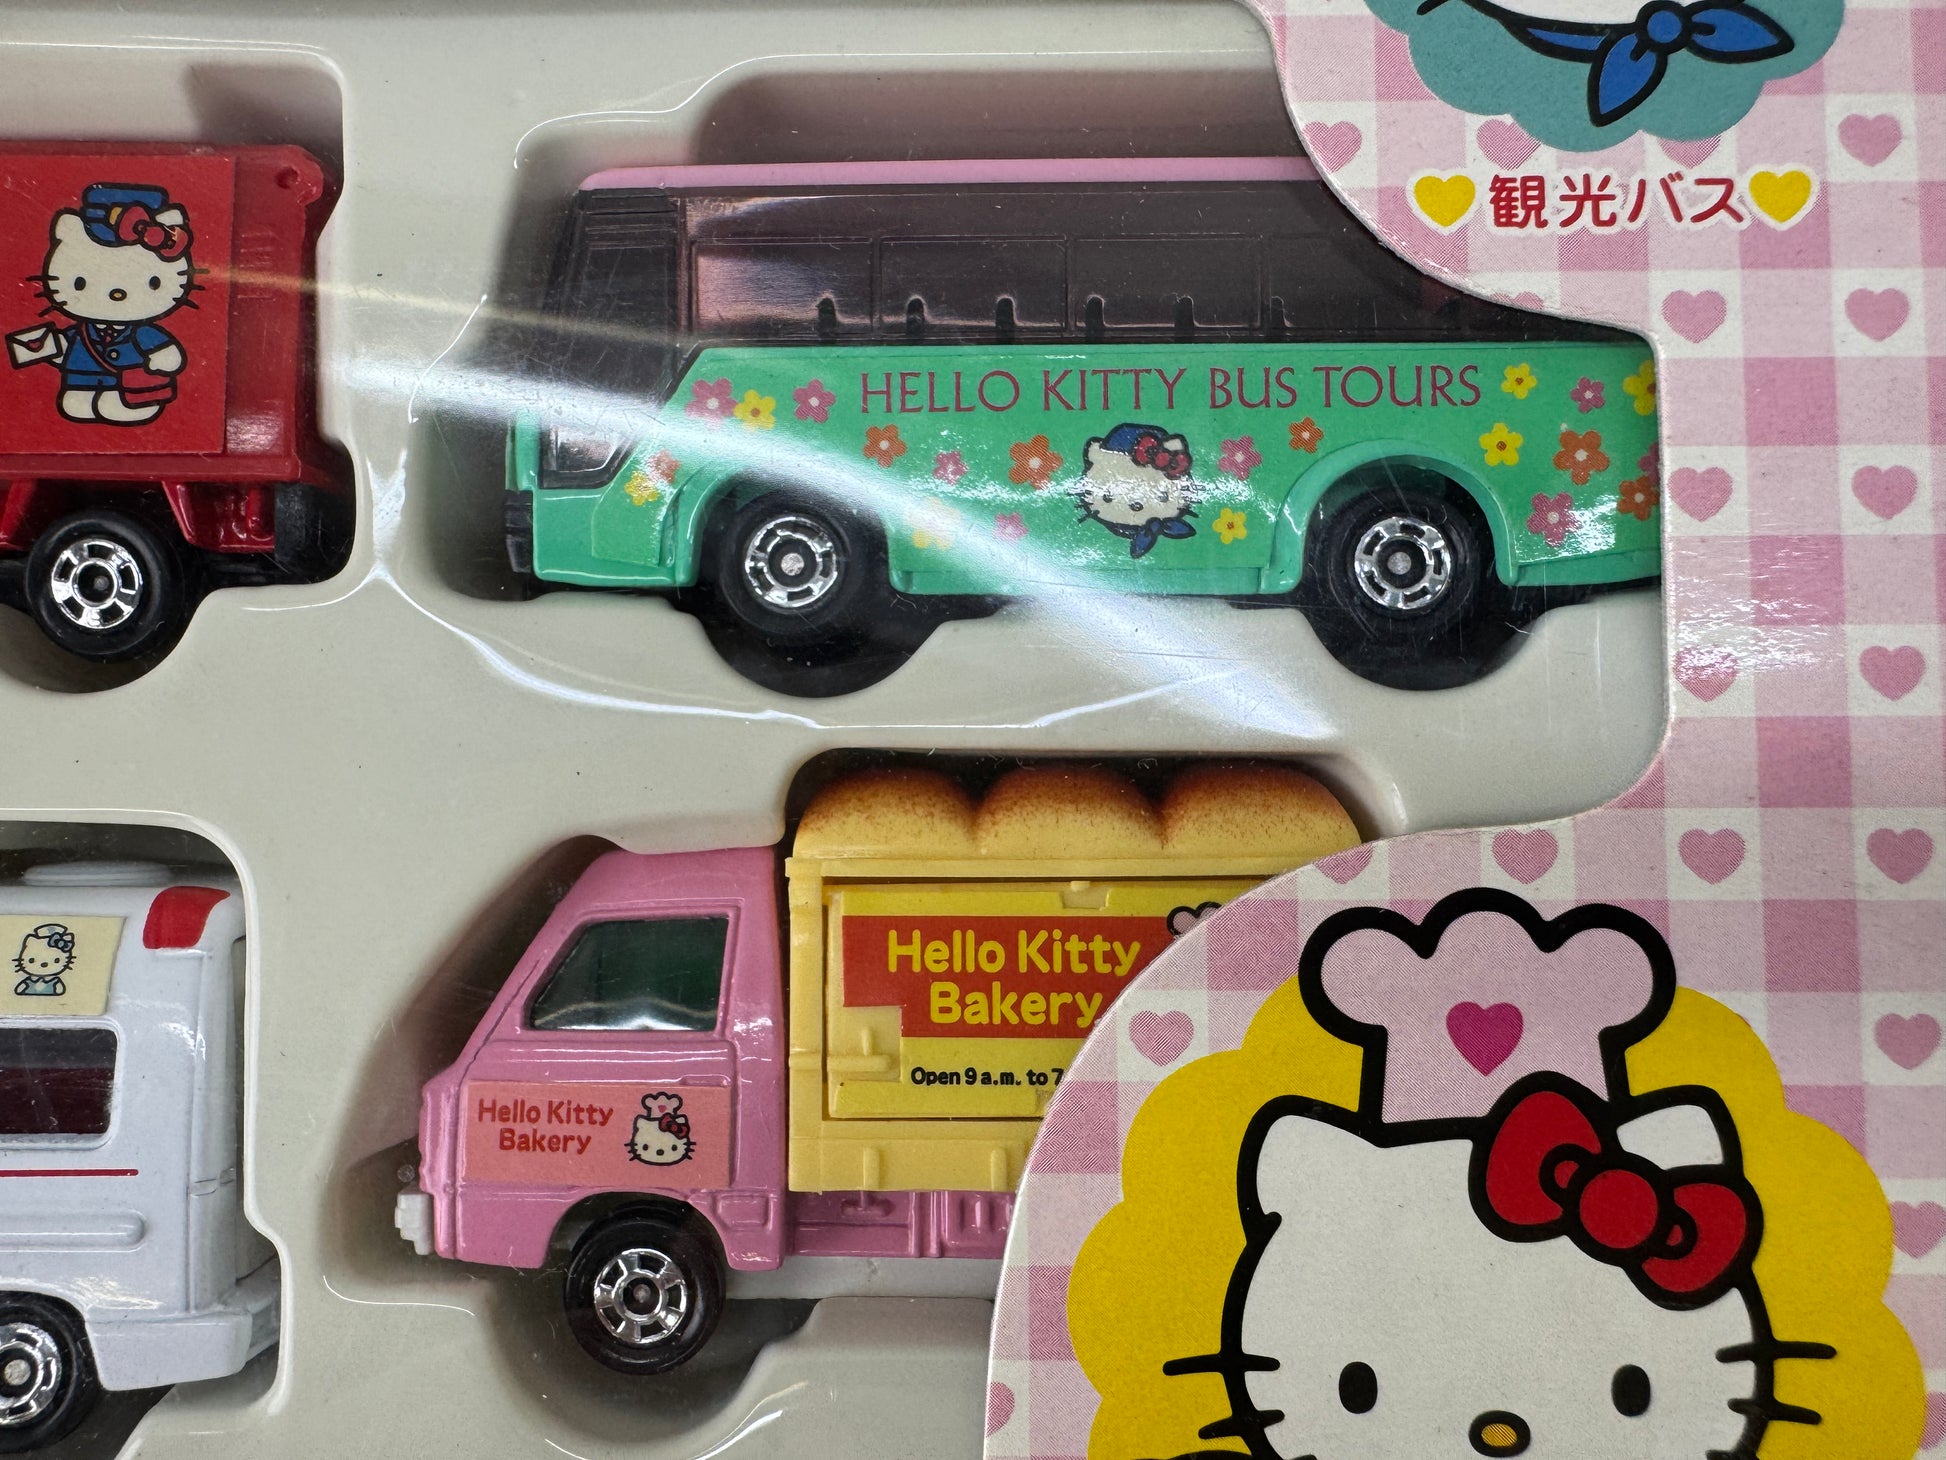 観光バス
HELLO KITTY BUS TOURS
Hello Kitty
Bakery
Open 9 a.m. to 7
Hello Kitty
Bakery